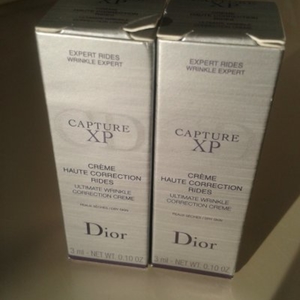 EXPERT RIDES
WRINKLE EXPERT
CAPTURE
XP
CRÈME
HAUTE CORRECTION
RIDES
ULTIMATE WRINKLE
CORRECTION CREME
Dior
3 ml - NET WT. 0.10 OZ
EXPERT RIDES
WRINKLE EXPERT
CAPTURE
XP
CRÈME
HAUTE CORRECTION
RIDES
ULTIMATE WRINKLE
CORRECTION CREME
Dior
3 ml - NET WT. 0.10 OZ